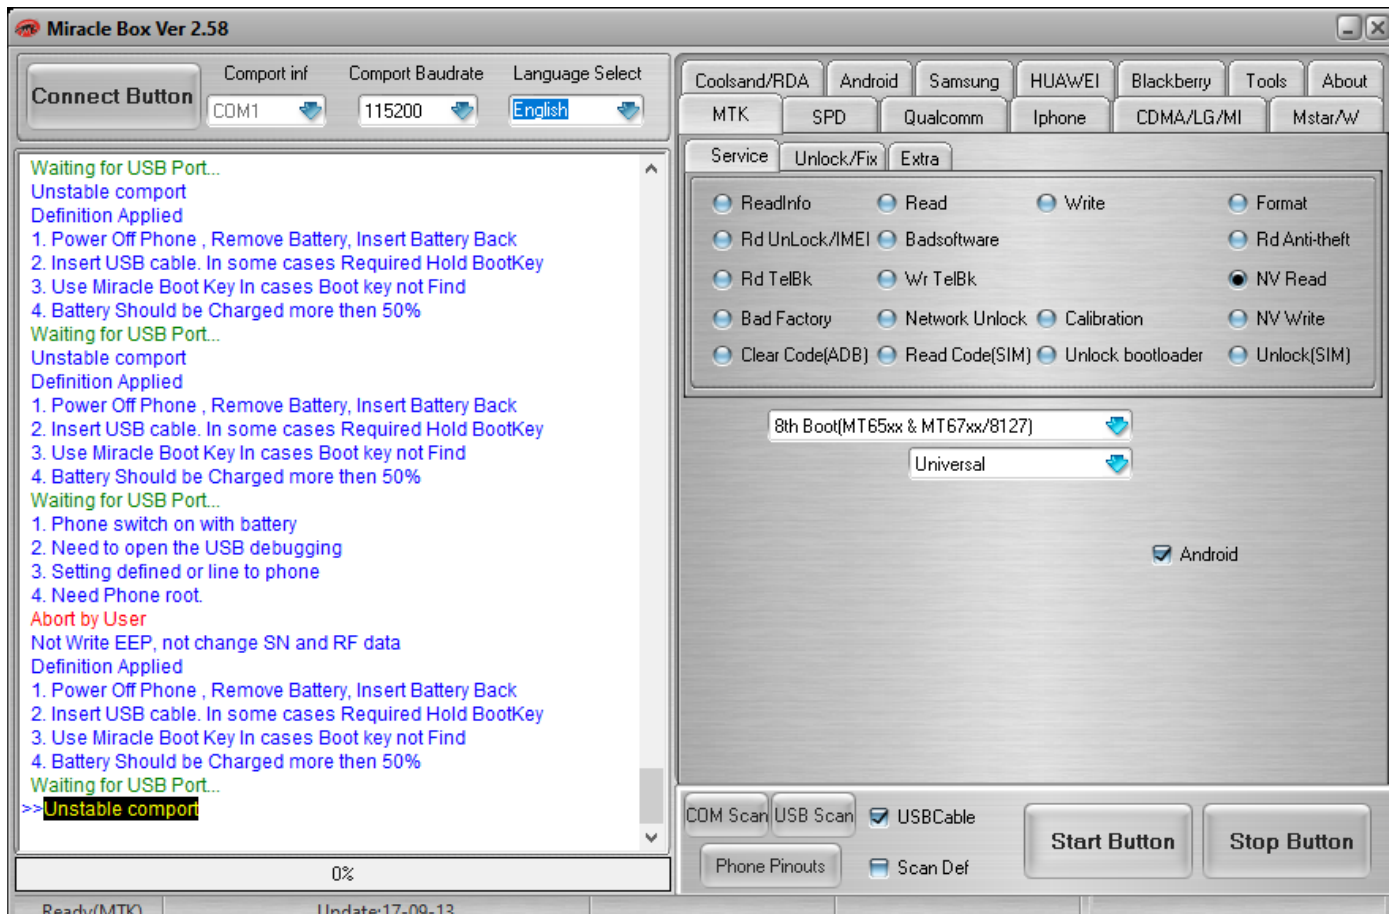 Miracle Box Ver 2.58
Connect Button
Comport inf
Comport Baudrate
Language Select
COM1
115200
English
Waiting for USB Port...
Unstable comport
Definition Applied
1. Power Off Phone , Remove Battery, Insert Battery Back
2. Insert USB cable. In some cases Required Hold BootKey
3. Use Miracle Boot Key In cases Boot key not Find
4. Battery Should be Charged more then 50%
Waiting for USB Port...
Unstable comport
Definition Applied
1. Power Off Phone , Remove Battery, Insert Battery Back
2. Insert USB cable. In some cases Required Hold BootKey
3. Use Miracle Boot Key In cases Boot key not Find
4. Battery Should be Charged more then 50%
Waiting for USB Port...
1. Phone switch on with battery
2. Need to open the USB debugging
3. Setting defined or line to phone
4. Need Phone root.
Abort by User
Not Write EEP, not change SN and RF data
Definition Applied
1. Power Off Phone , Remove Battery, Insert Battery Back
2. Insert USB cable. In some cases Required Hold BootKey
3. Use Miracle Boot Key In cases Boot key not Find
4. Battery Should be Charged more then 50%
Waiting for USB Port...
>>Unstable comport
0%
Ready(MTK) Update:17-09-13
Coolsand/RDA Android Samsung HUAWEI Blackberry Tools About
MTK SPD Qualcomm Iphone CDMA/LG/MI Mstar/W
Service Unlock/Fix Extra
ReadInfo Read Write Format
Rd UnLock/IMEI Badsoftware Rd Anti-theft
Rd TelBk Wr TelBk NV Read
Bad Factory Network Unlock Calibration NV Write
Clear Code(ADB) Read Code(SIM) Unlock bootloader Unlock(SIM)
8th Boot(MT65xx & MT67xx/8127)
Universal
Android
COM Scan USB Scan USBCable
Phone Pinouts Scan Def
Start Button Stop Button